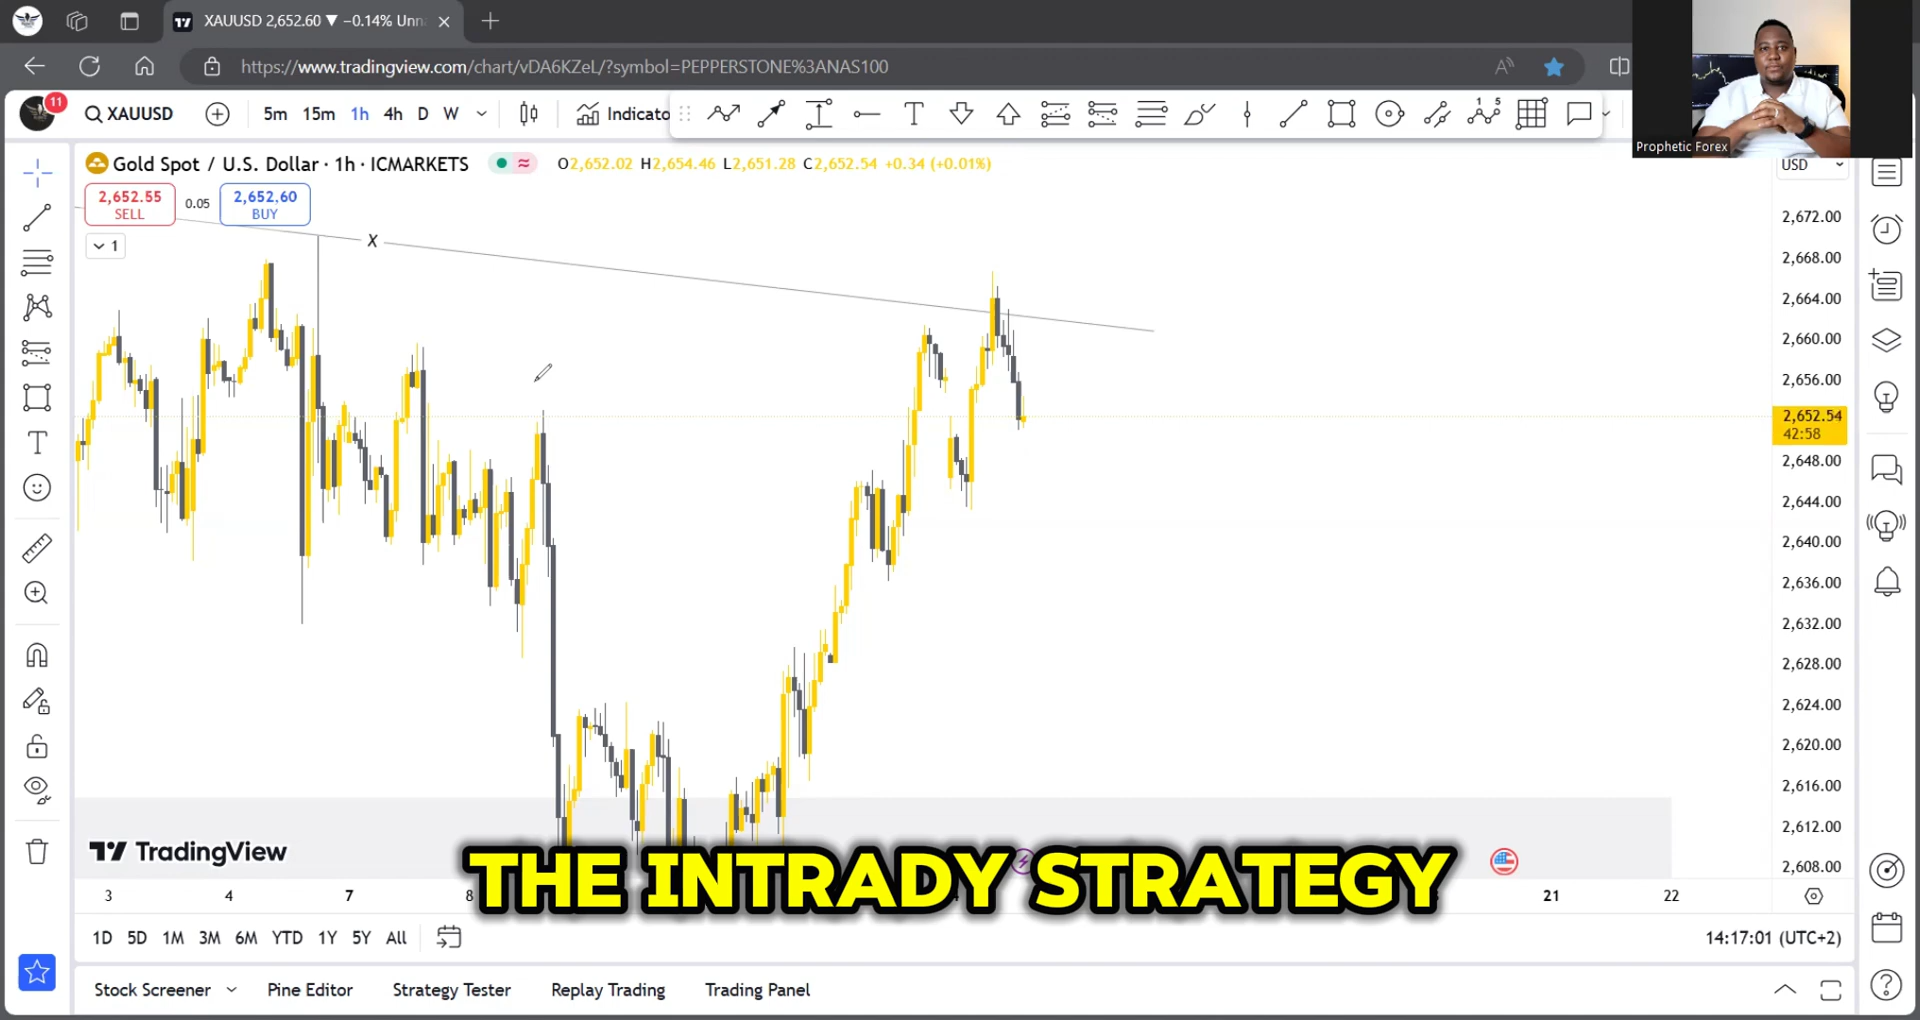 XAUUSD 2,652.60 ▼ −0.14% Unn
https://www.tradingview.com/chart/vDA6KZeL/?symbol=PEPPERSTONE%3ANAS100
11
XAUUSD
5m 15m 1h 4h D W
Indicato
1 5
Prophetic Forex
Gold Spot / U.S. Dollar · 1h · ICMARKETS
O2,652.02 H2,654.46 L2,651.28 C2,652.54 +0.34 (+0.01%)
USD
2,652.55
SELL
0.05
2,652.60
BUY
1
X
2,672.00
2,668.00
2,664.00
2,660.00
2,656.00
2,652.54
42:58
2,648.00
2,644.00
2,640.00
2,636.00
2,632.00
2,628.00
2,624.00
2,620.00
2,616.00
2,612.00
2,608.00
TradingView
THE INTRADY STRATEGY
3 4 7 8 21 22
1D 5D 1M 3M 6M YTD 1Y 5Y All
14:17:01 (UTC+2)
Stock Screener Pine Editor Strategy Tester Replay Trading Trading Panel